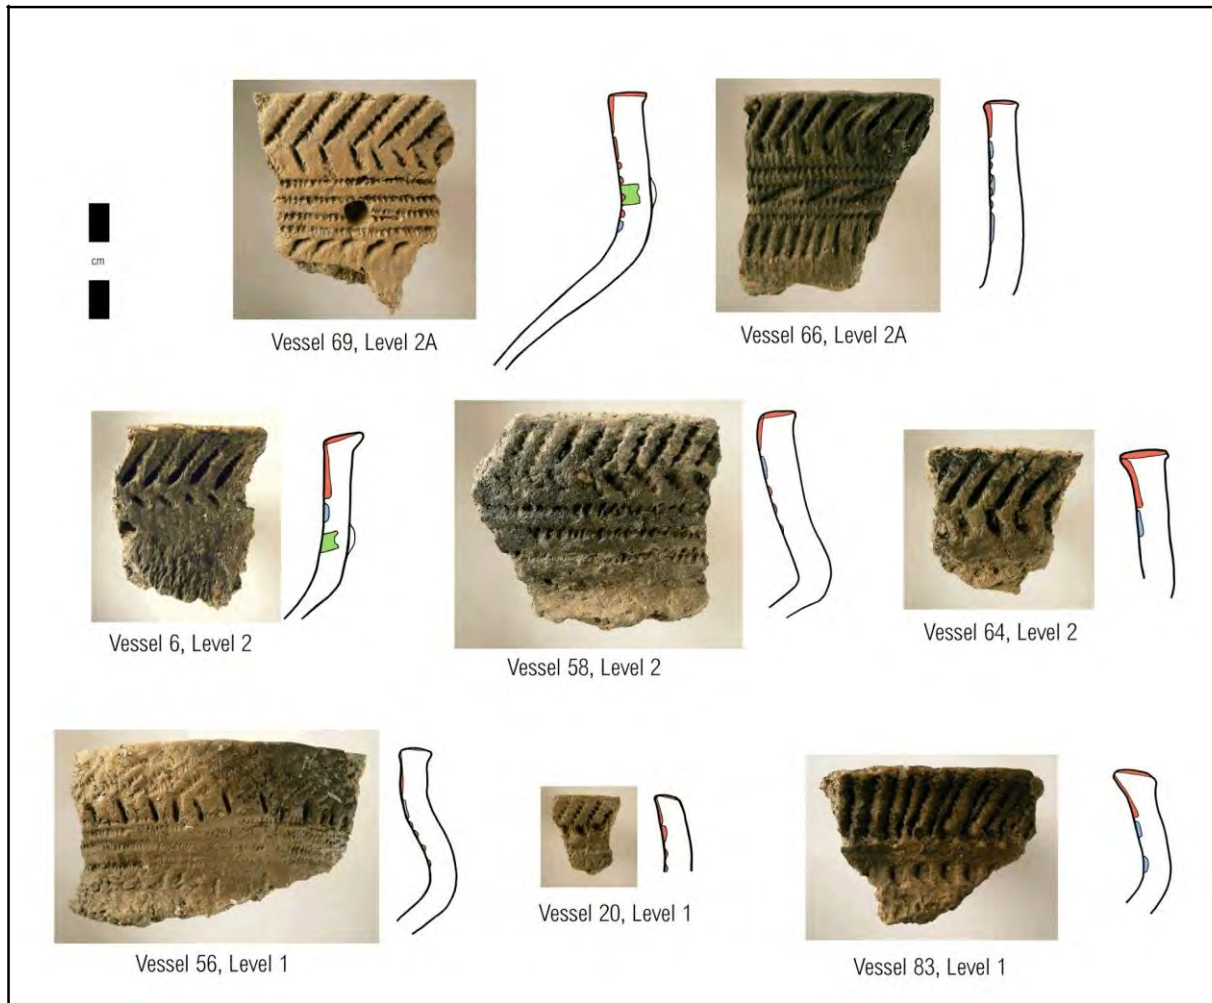 Vessel 69, Level 2A
Vessel 66, Level 2A
cm
Vessel 6, Level 2
Vessel 58, Level 2
Vessel 64, Level 2
Vessel 56, Level 1
Vessel 20, Level 1
Vessel 83, Level 1